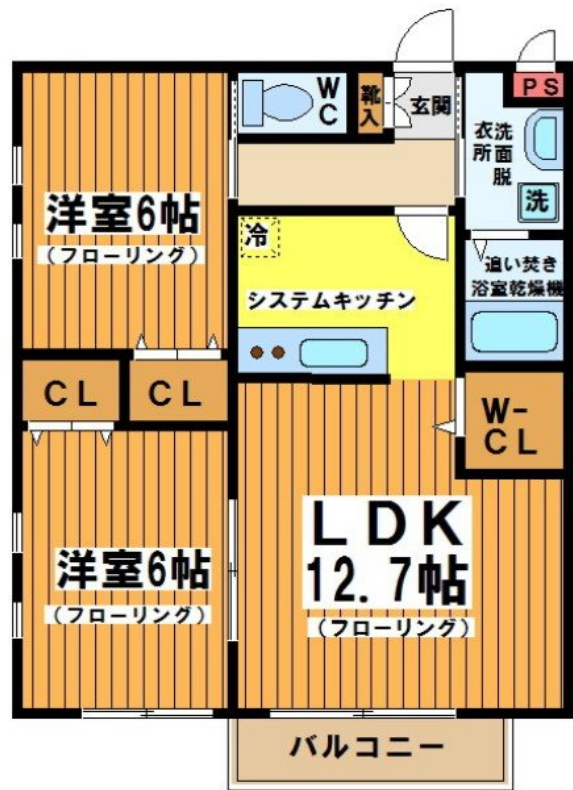 WC
靴入
玄関
PS
洗面脱
衣所
洗
洋室6帖
(フローリング)
冷
システムキッチン
追い焚き
浴室乾燥機
CL
CL
W-
CL
洋室6帖
(フローリング)
LDK
12.7帖
(フローリング)
バルコニー